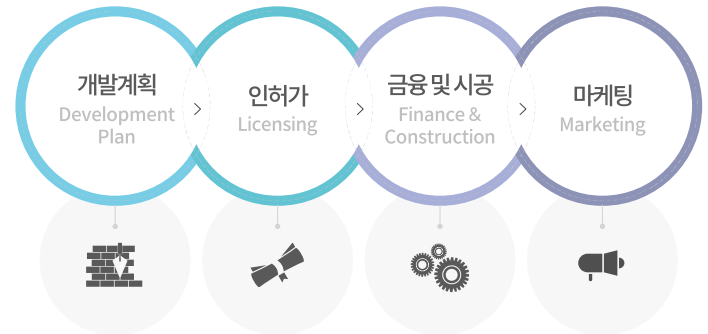 개발계획
Development
Plan
인허가
Licensing
금융 및 시공
Finance &
Construction
마케팅
Marketing